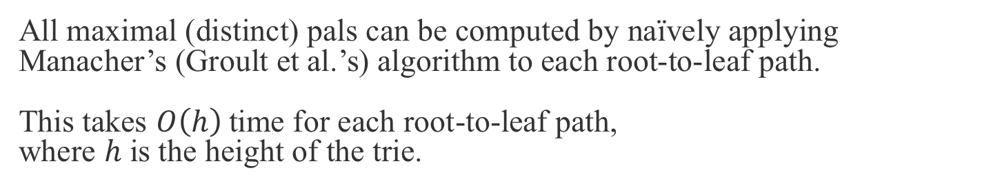 All maximal (distinct) pals can be computed by naïvely applying
Manacher’s (Groult et al.’s) algorithm to each root-to-leaf path.
This takes O(h) time for each root-to-leaf path,
where h is the height of the trie.